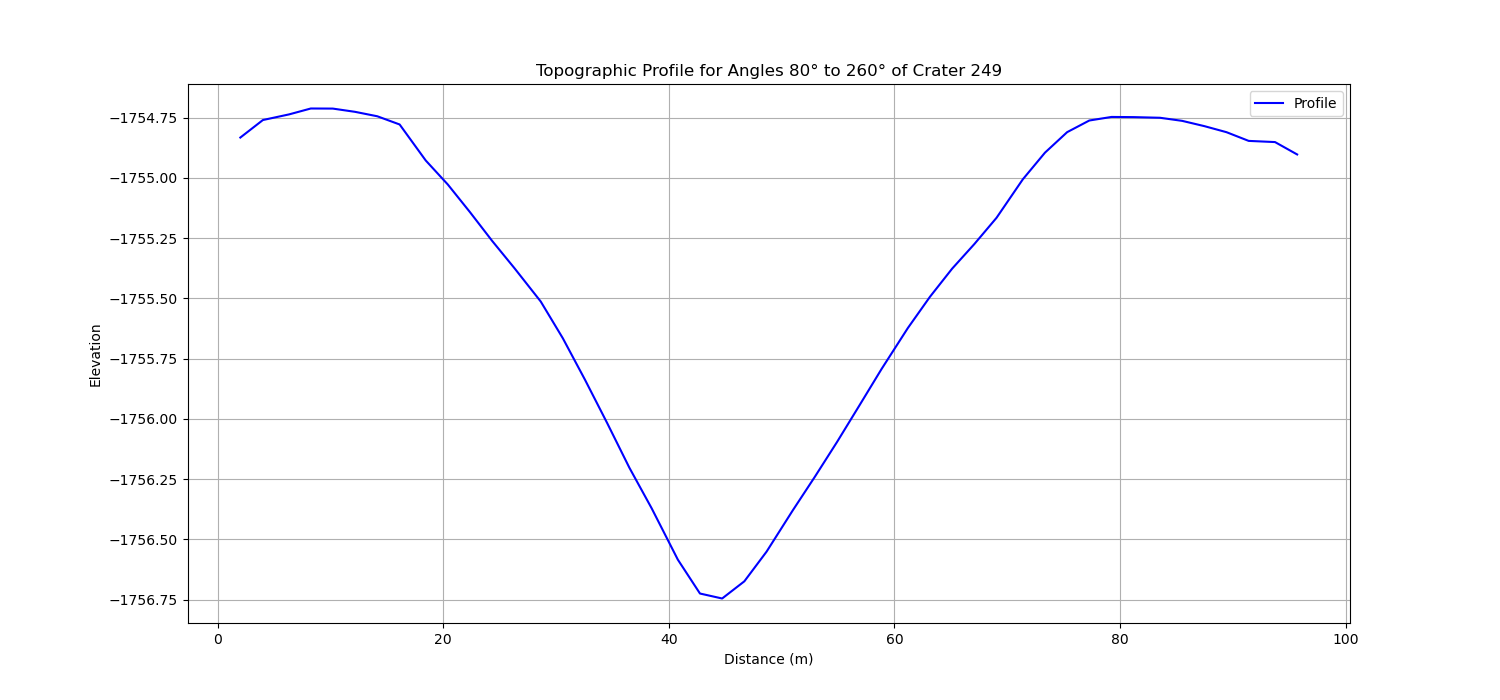 Topographic Profile for Angles 80° to 260° of Crater 249
Profile
Elevation
−1754.75
−1755.00
−1755.25
−1755.50
−1755.75
−1756.00
−1756.25
−1756.50
−1756.75
0 20 40 60 80 100
Distance (m)